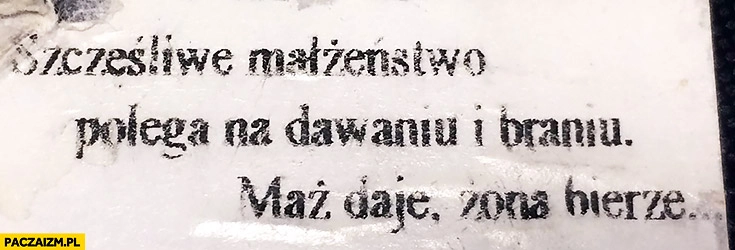 Szczęśliwe małżeństwo
polega na dawaniu i braniu.
Mąż daje, żona bierze...
PACZAIZM.PL